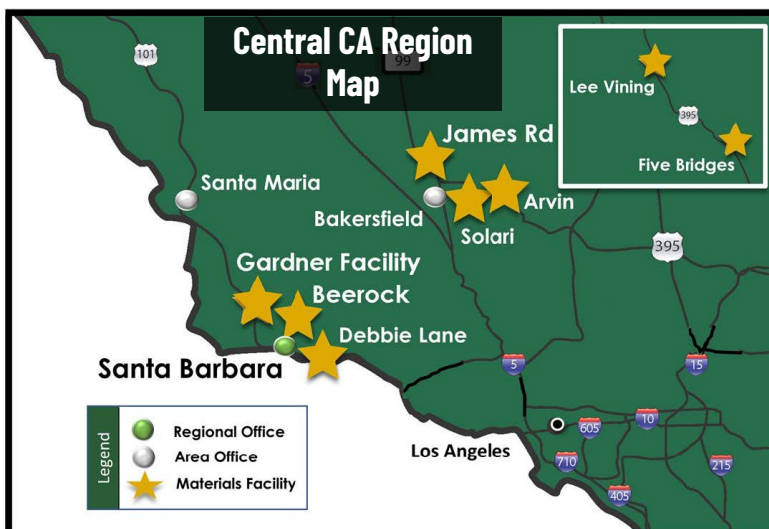 Central CA Region
Map
101
5
99
Lee Vining
395
Five Bridges
James Rd
Santa Maria
Bakersfield
Arvin
Solari
395
Gardner Facility
Beerock
Debbie Lane
Santa Barbara
5
15
Legend
Regional Office
Area Office
Materials Facility
Los Angeles
605
10
710
215
405